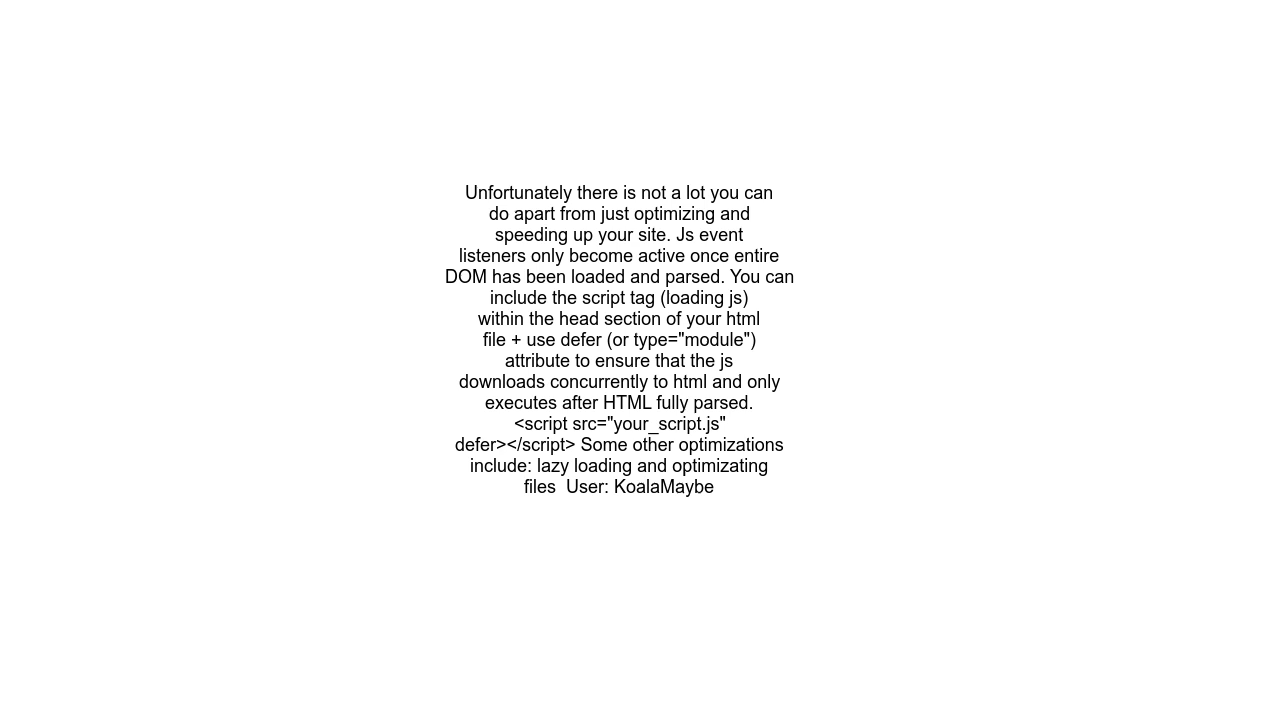 Unfortunately there is not a lot you can
do apart from just optimizing and
speeding up your site. Js event
listeners only become active once entire
DOM has been loaded and parsed. You can
include the script tag (loading js)
within the head section of your html
file + use defer (or type="module")
attribute to ensure that the js
downloads concurrently to html and only
executes after HTML fully parsed.
<script src="your_script.js"
defer></script> Some other optimizations
include: lazy loading and optimizating
files  User: KoalaMaybe